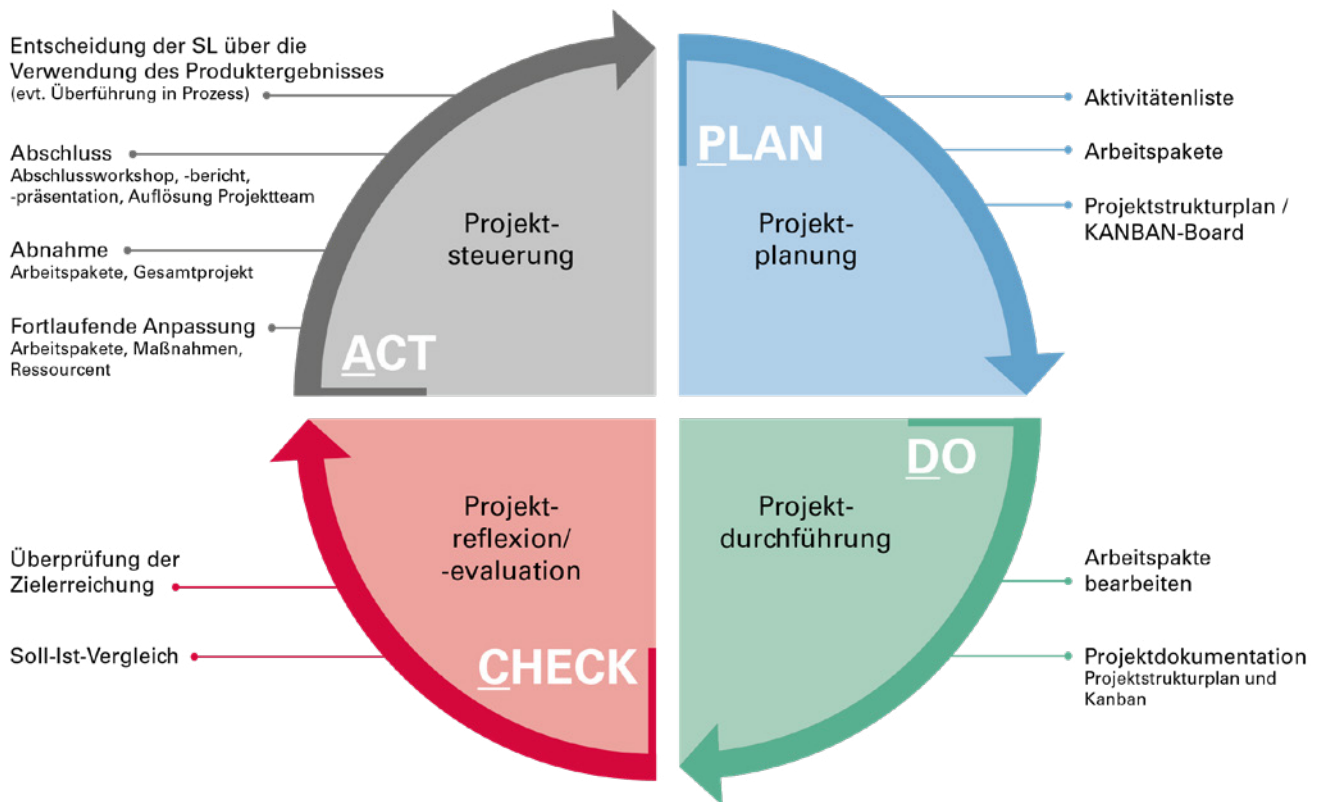 Entscheidung der SL über die
Verwendung des Produktergebnisses
(evt. Überführung in Prozess)
Abschluss
Abschlussworkshop, -bericht,
-präsentation, Auflösung Projektteam
Abnahme
Arbeitspakete, Gesamtprojekt
Fortlaufende Anpassung
Arbeitspakete, Maßnahmen,
Ressourcent
Projekt-
steuerung
ACT
PLAN
Projekt-
planung
Aktivitätenliste
Arbeitspakete
Projektstrukturplan /
KANBAN-Board
Überprüfung der
Zielerreichung
Soll-Ist-Vergleich
Projekt-
reflexion/
-evaluation
CHECK
DO
Projekt-
durchführung
Arbeitspakte
bearbeiten
Projektdokumentation
Projektstrukturplan und
Kanban